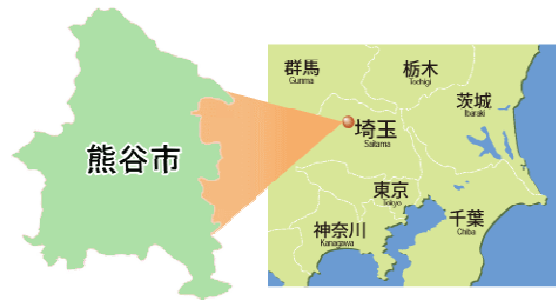 熊谷市
群馬
Gunma
栃木
Tochigi
茨城
Ibaraki
埼玉
Saitama
東京
Tokyo
千葉
Chiba
神奈川
Kanagawa